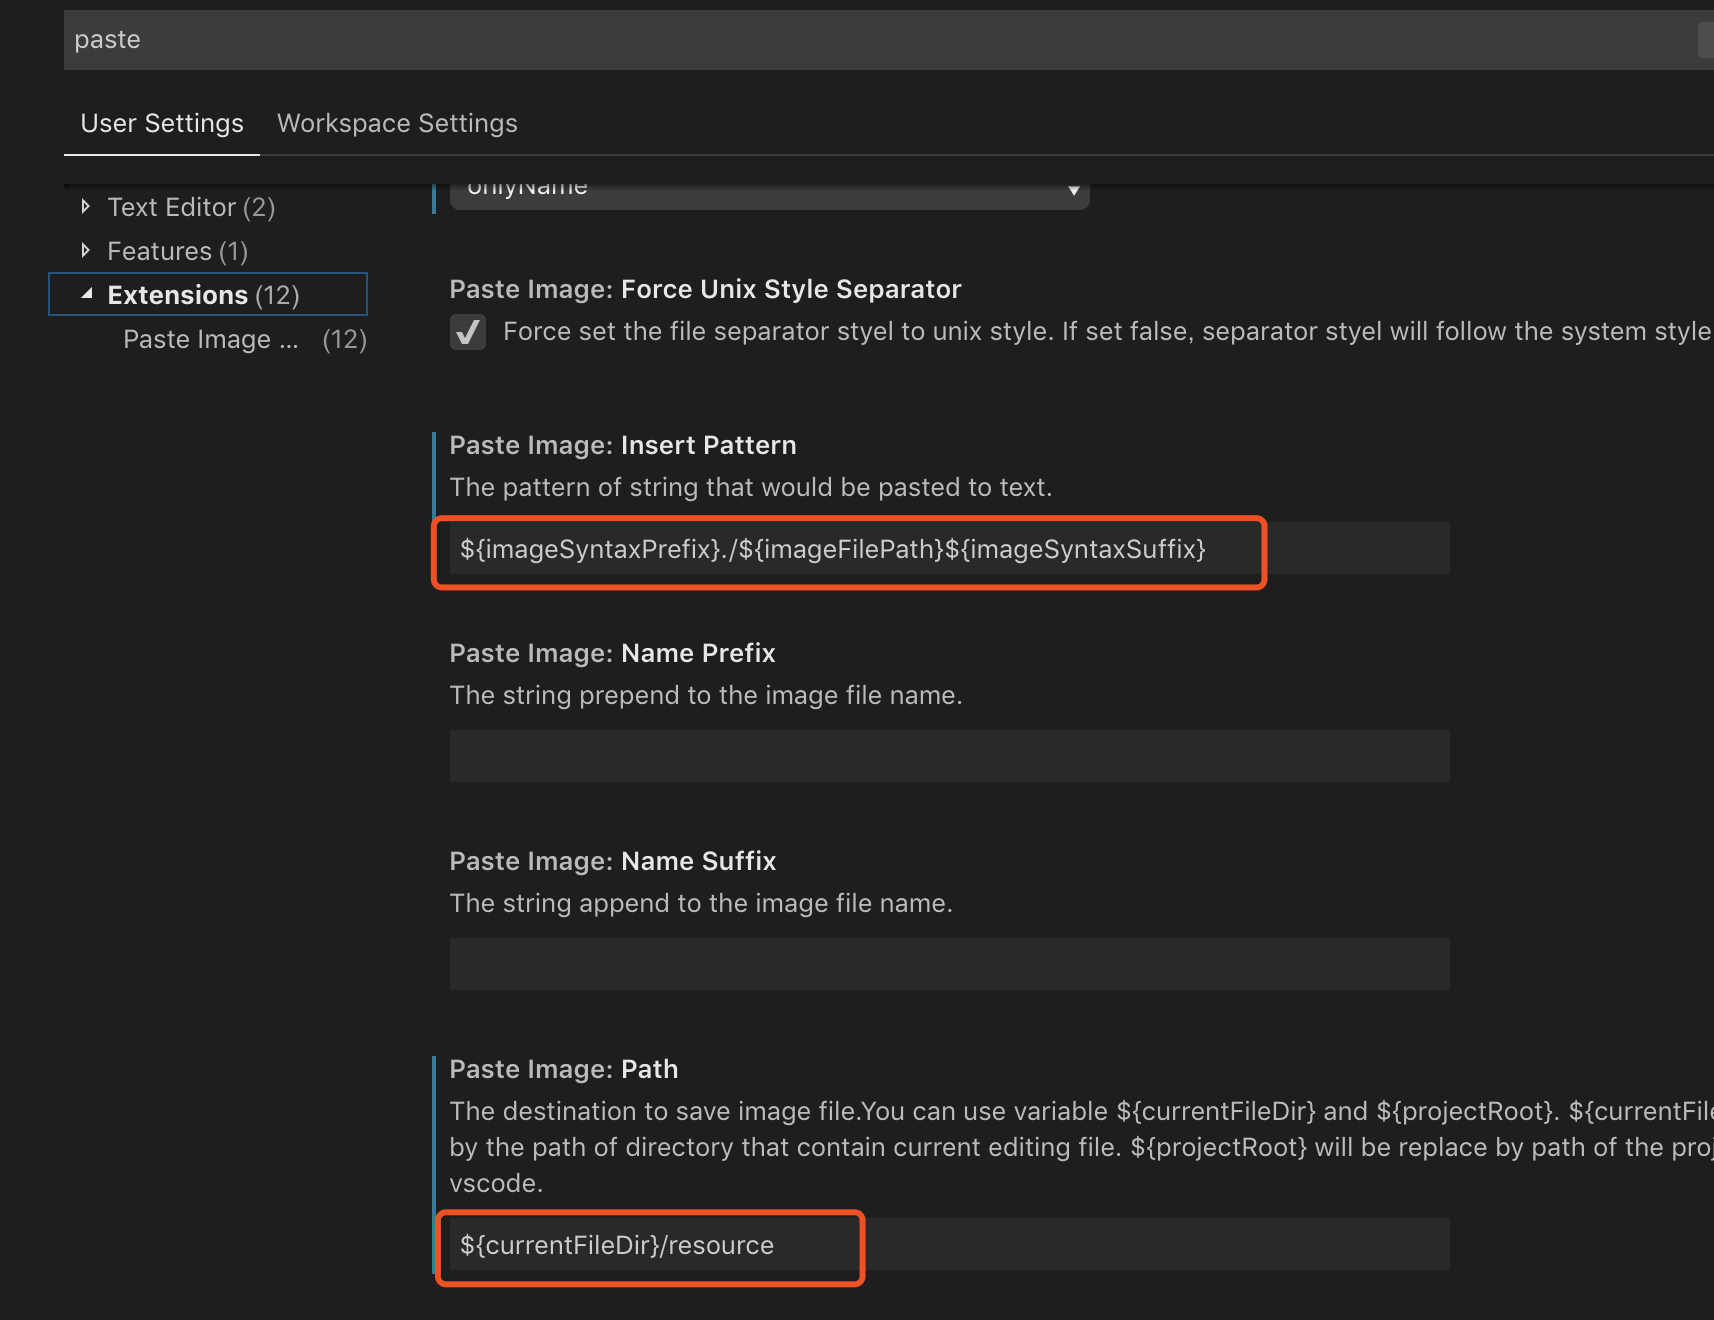 paste
User Settings
Workspace Settings
Text Editor (2)
Features (1)
Extensions (12)
Paste Image ... (12)
onlyName
Paste Image: Force Unix Style Separator
Force set the file separator styel to unix style. If set false, separator styel will follow the system style
Paste Image: Insert Pattern
The pattern of string that would be pasted to text.
${imageSyntaxPrefix}./${imageFilePath}${imageSyntaxSuffix}
Paste Image: Name Prefix
The string prepend to the image file name.
Paste Image: Name Suffix
The string append to the image file name.
Paste Image: Path
The destination to save image file.You can use variable ${currentFileDir} and ${projectRoot}. ${currentFile
by the path of directory that contain current editing file. ${projectRoot} will be replace by path of the proj
vscode.
${currentFileDir}/resource